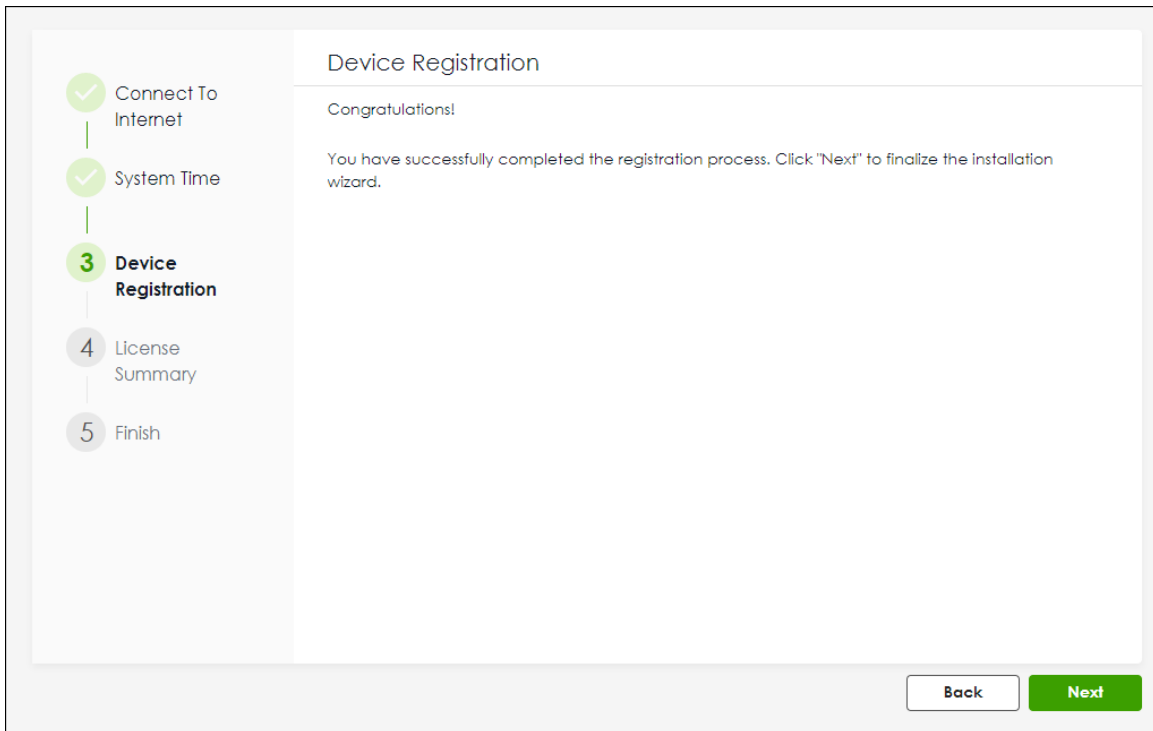 Connect To
Internet
System Time
3
Device
Registration
4
License
Summary
5
Finish
Device Registration
Congratulations!
You have successfully completed the registration process. Click "Next" to finalize the installation
wizard.
Back
Next